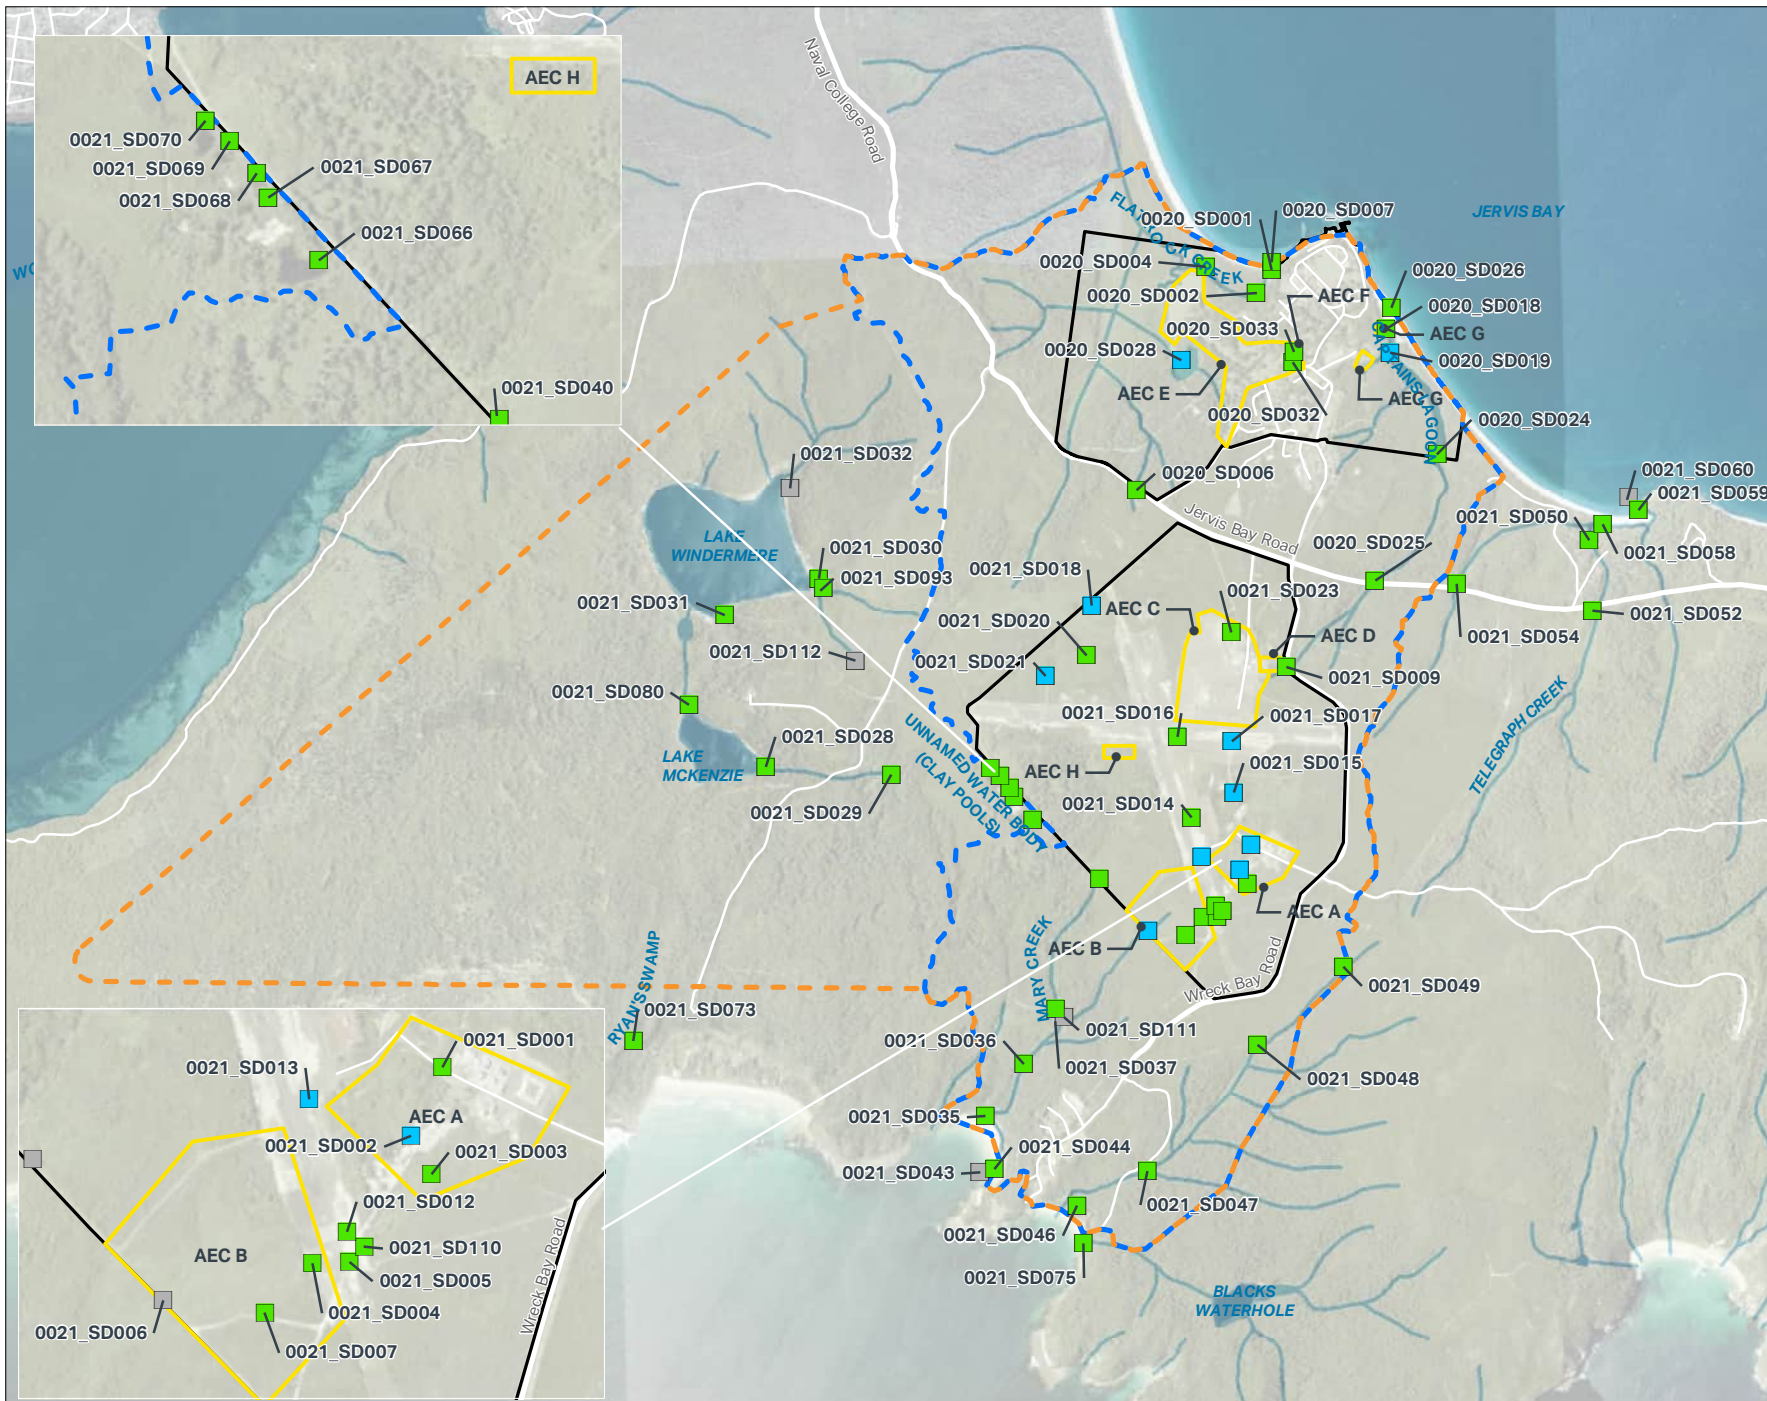 AEC H
0021_SD070
0021_SD069
0021_SD068
0021_SD067
0021_SD066
0021_SD040
WO
Naval College Road
JERVIS BAY
FLAT ROCK CREEK
0020_SD001
0020_SD007
0020_SD004
0020_SD002
0020_SD026
0020_SD018
AEC F
AEC G
0020_SD033
0020_SD028
0020_SD019
AEC E
AEC G
0020_SD032
CAPTAINS LAGOON
0020_SD024
0020_SD006
0021_SD060
0021_SD059
0021_SD050
0021_SD058
Jervis Bay Road
0020_SD025
0021_SD032
LAKE
WINDERMERE
0021_SD030
0021_SD093
0021_SD031
0021_SD018
0021_SD020
AEC C
0021_SD023
AEC D
0021_SD054
0021_SD052
0021_SD112
0021_SD021
0021_SD009
0021_SD080
0021_SD016
0021_SD017
0021_SD028
LAKE
MCKENZIE
UNNAMED WATER BODY
(CLAY POOLS)
AEC H
0021_SD015
TELEGRAPH CREEK
0021_SD029
0021_SD014
AEC A
AEC B
MARY CREEK
Wreck Bay Road
0021_SD049
RYAN'S SWAMP
0021_SD073
0021_SD111
0021_SD036
0021_SD037
0021_SD048
0021_SD035
0021_SD044
0021_SD043
0021_SD047
0021_SD046
0021_SD075
BLACKS
WATERHOLE
0021_SD001
0021_SD013
AEC A
0021_SD002
0021_SD003
0021_SD012
AEC B
0021_SD110
0021_SD005
0021_SD004
0021_SD006
0021_SD007
Wreck Bay Road